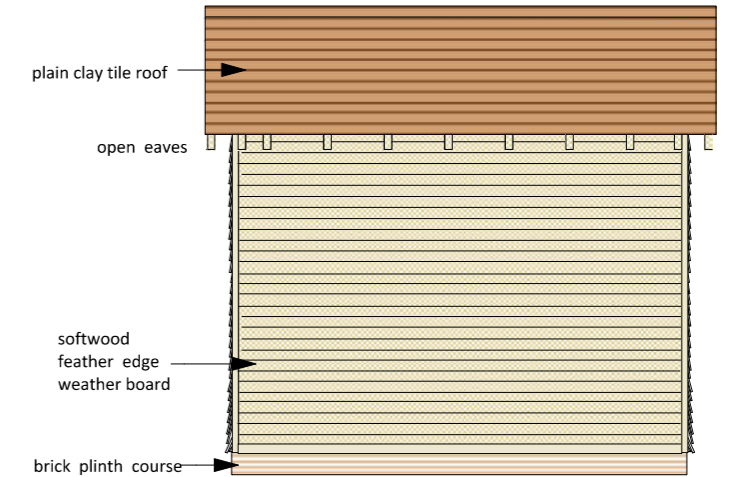 plain clay tile roof
open eaves
softwood
feather edge
weather board
brick plinth course